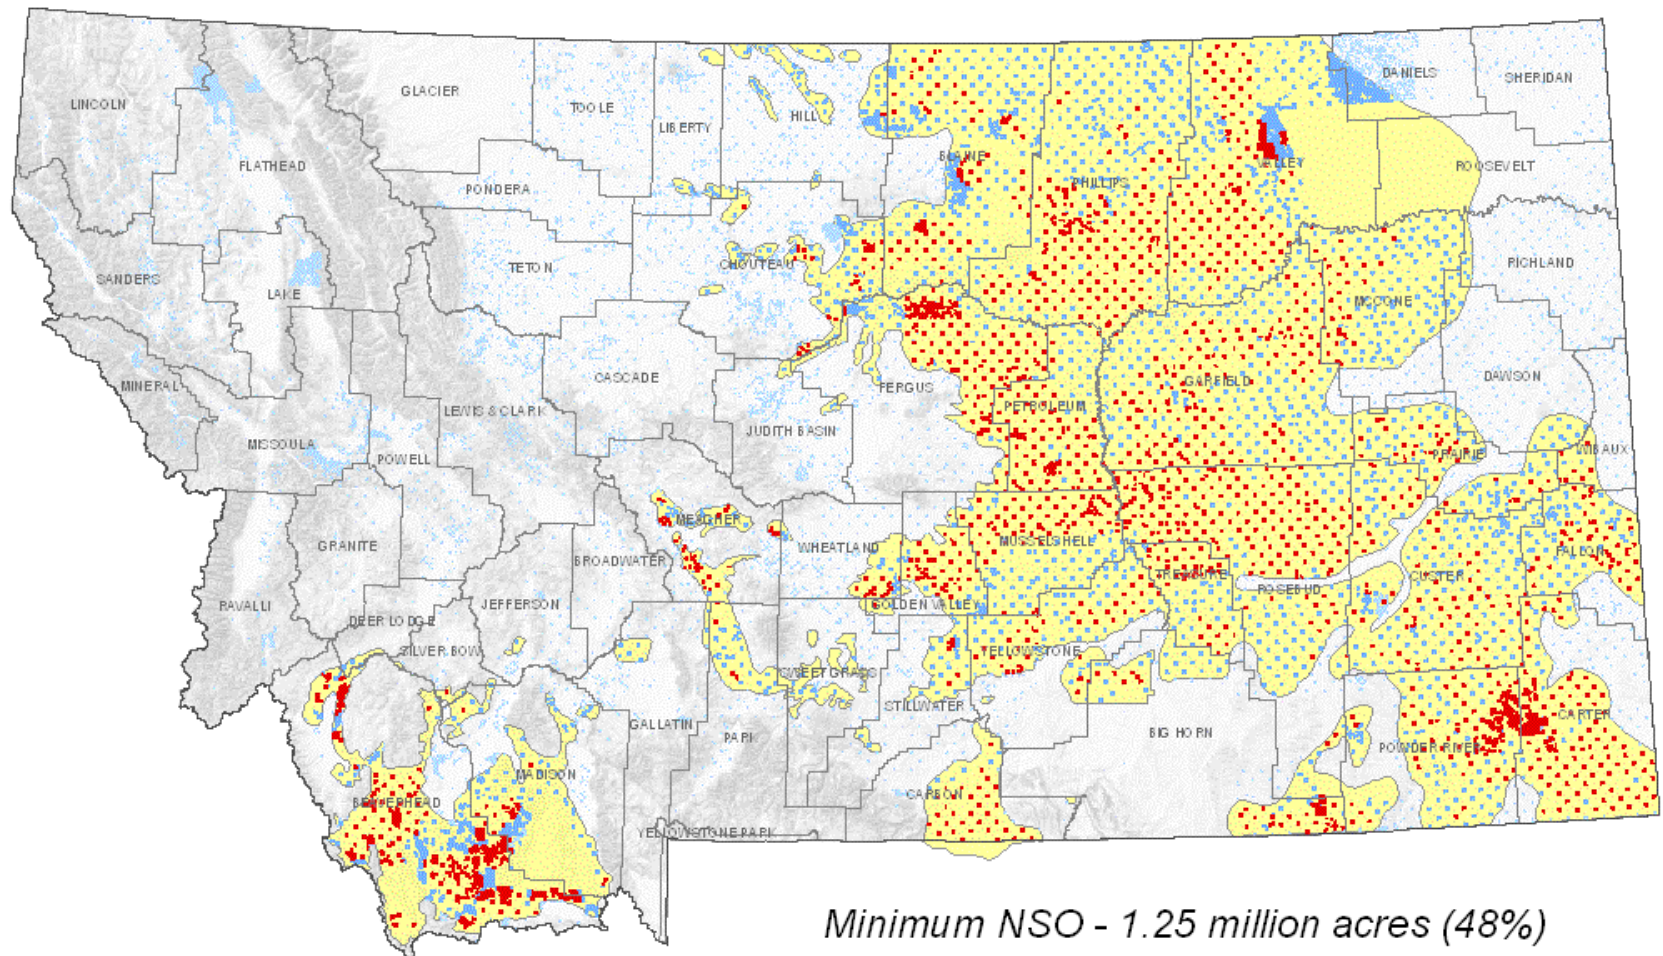 DANIELS
SHERIDAN
GLACIER
LINCOLN
TOOLE
HILL
LIBERTY
BLAINE
VALLEY
FLATHEAD
ROOSEVELT
PHILLIPS
PONDERA
RICHLAND
CHOUTEAU
TETON
SANDERS
LAKE
MCCONE
CASCADE
DAWSON
GARFIELD
MINERAL
FERGUS
PETROLEUM
LEWIS & CLARK
JUDITH BASIN
MISSOULA
WIBAUX
PRAIRIE
POWELL
MEAGHER
MUSSELSHELL
GRANITE
WHEATLAND
FALLON
BROADWATER
TREASURE
CUSTER
ROSEBUD
RAVALLI
JEFFERSON
GOLDEN VALLEY
DEER LODGE
SILVER BOW
YELLOWSTONE
SWEET GRASS
STILLWATER
CARTER
GALLATIN
BIG HORN
PARK
POWDER RIVER
MADISON
CARBON
BEAVERHEAD
YELLOWSTONE PARK
Minimum NSO - 1.25 million acres (48%)